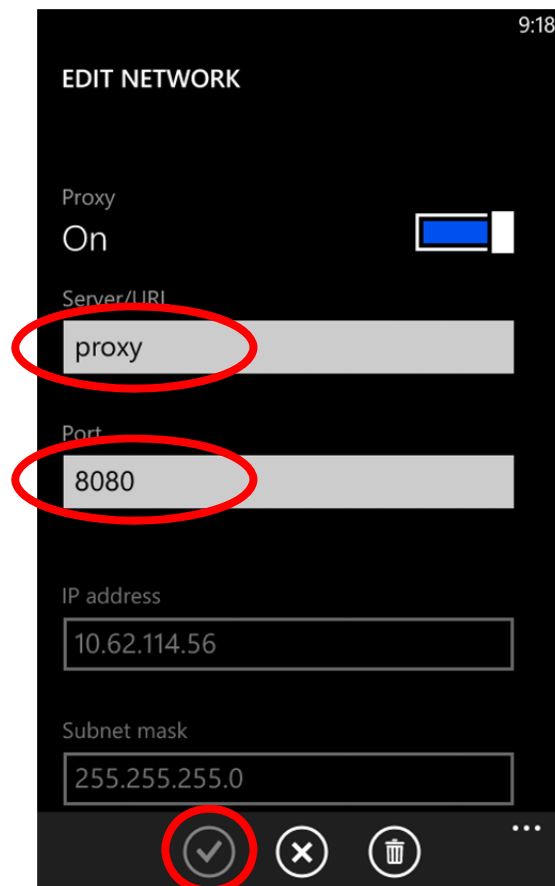 9:18
EDIT NETWORK
Proxy
On
Server/URL
proxy
Port
8080
IP address
10.62.114.56
Subnet mask
255.255.255.0